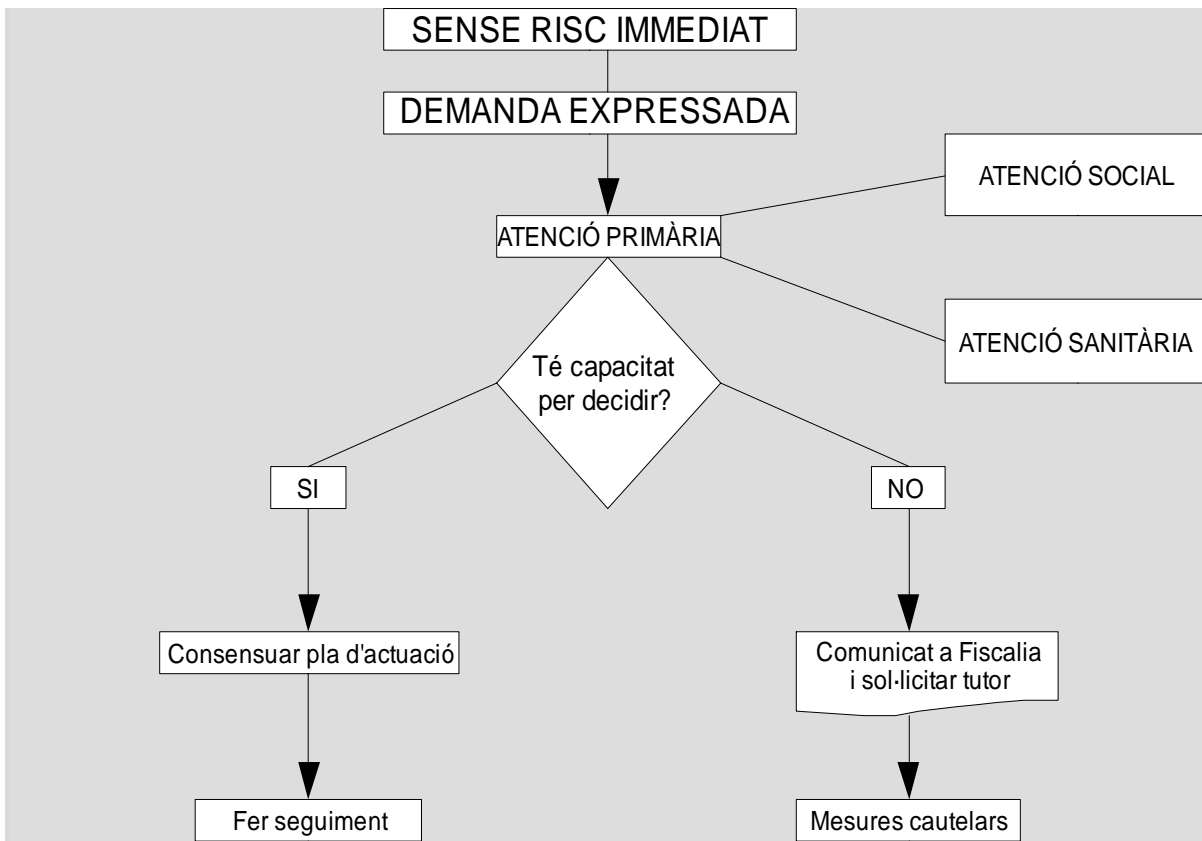 SENSE RISC IMMEDIAT
DEMANDA EXPRESSADA
ATENCIÓ SOCIAL
ATENCIÓ PRIMÀRIA
ATENCIÓ SANITÀRIA
Té capacitat
per decidir?
SI
NO
Consensuar pla d'actuació
Comunicat a Fiscalia
i sol·licitar tutor
Fer seguiment
Mesures cautelars